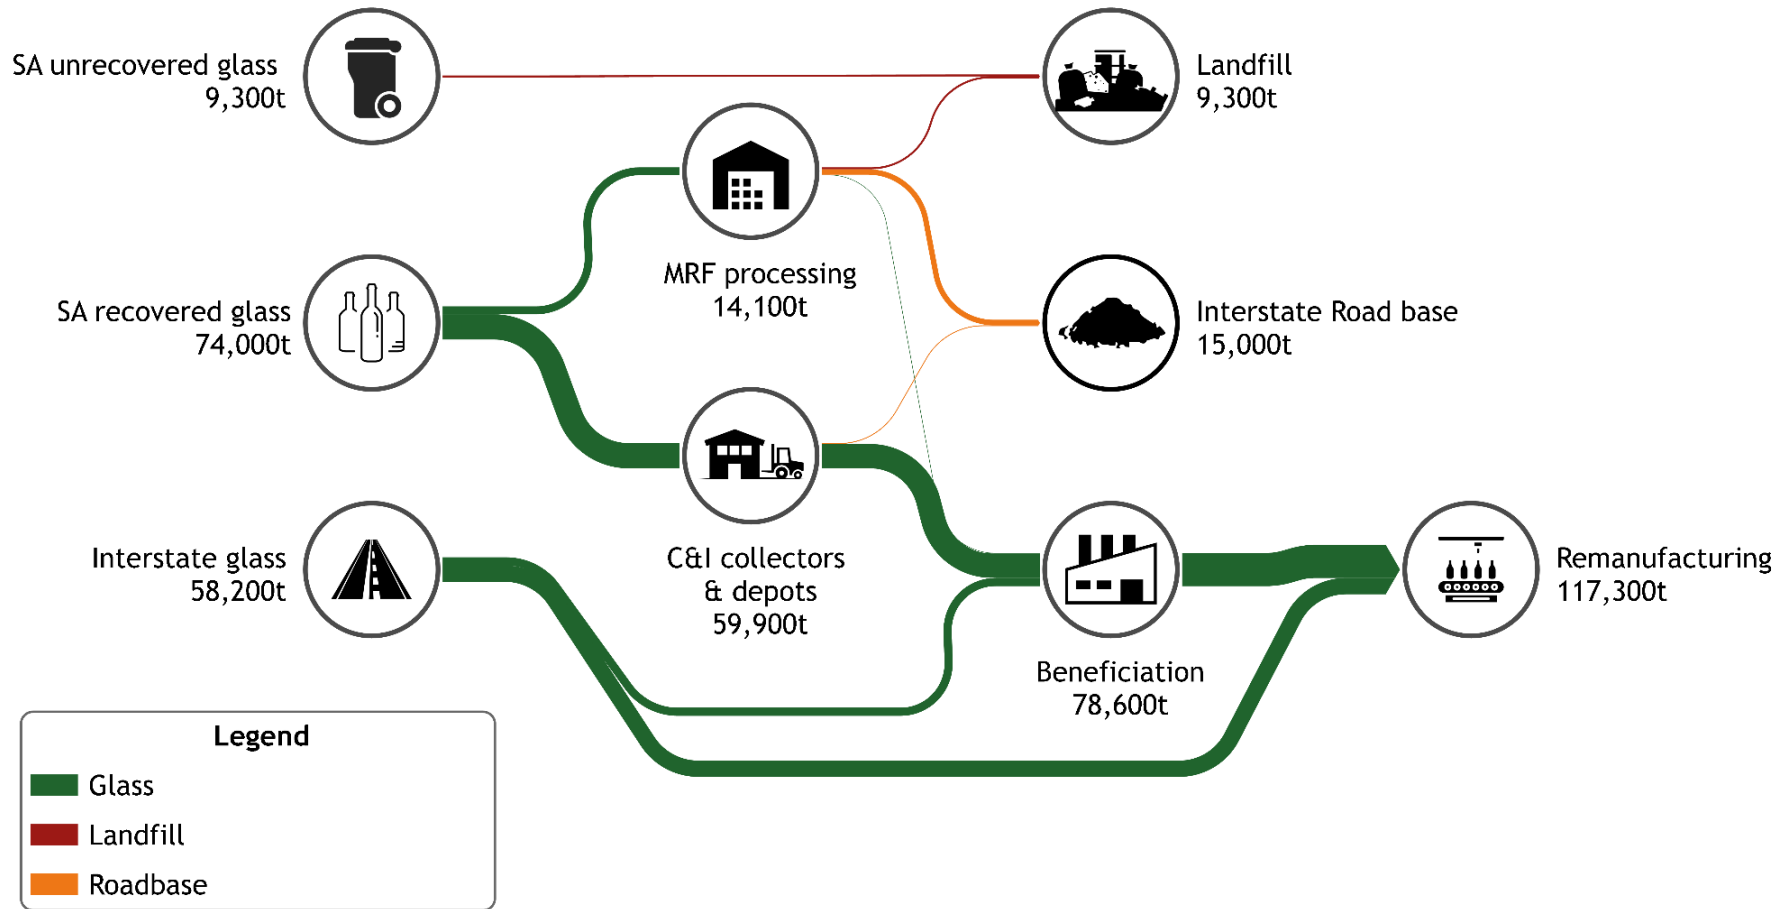 SA unrecovered glass
9,300t
Landfill
9,300t
MRF processing
14,100t
SA recovered glass
74,000t
Interstate Road base
15,000t
Interstate glass
58,200t
C&I collectors
& depots
59,900t
Remanufacturing
117,300t
Beneficiation
78,600t
Legend
Glass
Landfill
Roadbase